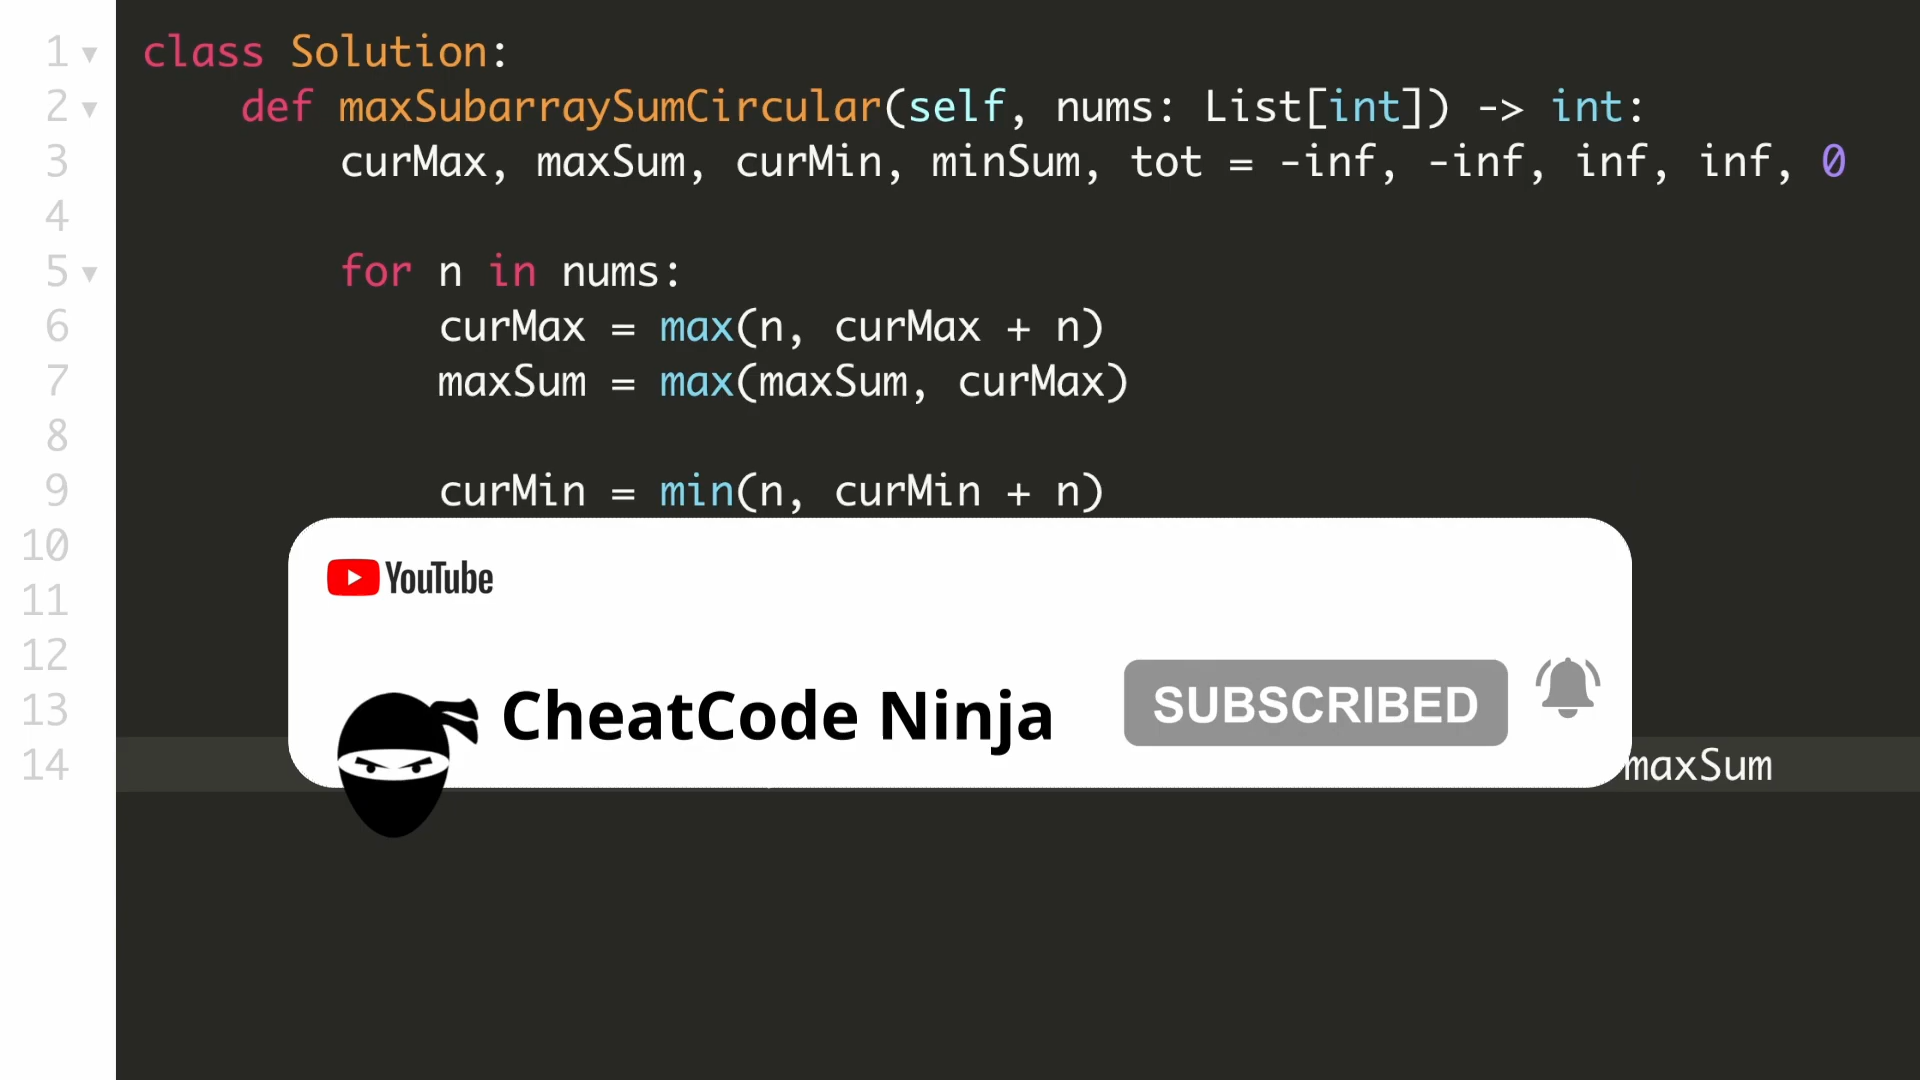 1 class Solution:
2 def maxSubarraySumCircular(self, nums: List[int]) -> int:
3 curMax, maxSum, curMin, minSum, tot = -inf, -inf, inf, inf, 0
4
5 for n in nums:
6 curMax = max(n, curMax + n)
7 maxSum = max(maxSum, curMax)
8
9 curMin = min(n, curMin + n)
10
11
12
13
14 maxSum
YouTube
CheatCode Ninja
SUBSCRIBED